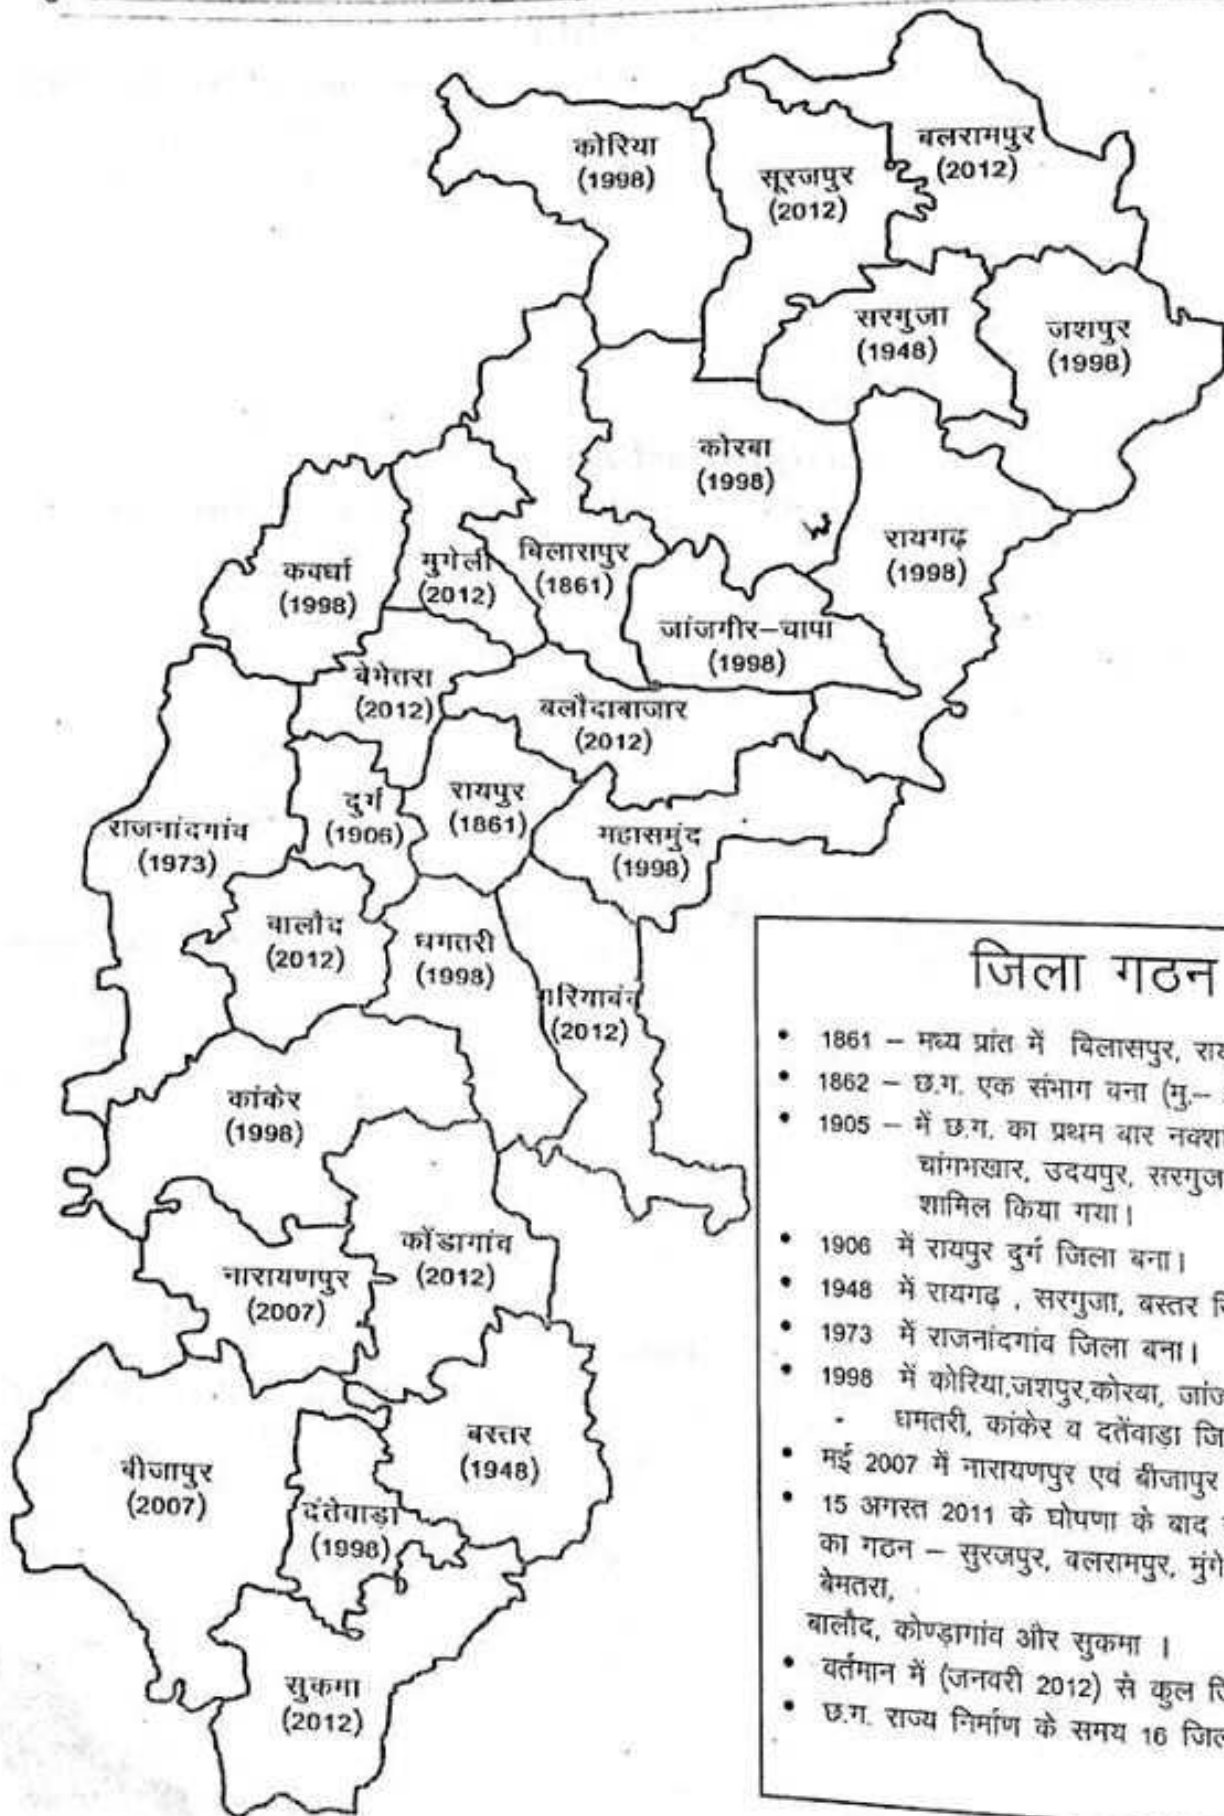 कोरिया
(1998)
सूरजपुर
(2012)
बलरामपुर
(2012)
सरगुजा
(1948)
जशपुर
(1998)
कोरबा
(1998)
रायगढ़
(1998)
कवर्धा
(1998)
मुगेली
(2012)
बिलासपुर
(1861)
जांजगीर–चापा
(1998)
बेमेतरा
(2012)
बलौदाबाजार
(2012)
राजनांदगांव
(1973)
दुर्ग
(1906)
रायपुर
(1861)
महासमुंद
(1998)
बालौद
(2012)
धमतरी
(1998)
गरियाबंद
(2012)
कांकेर
(1998)
कोंडागांव
(2012)
नारायणपुर
(2007)
बस्तर
(1948)
बीजापुर
(2007)
दंतेवाड़ा
(1998)
सुकमा
(2012)
जिला गठन
• 1861 – मध्य प्रांत में बिलासपुर,
• 1862 – छ.ग. एक संभाग बना (मु.–
• 1905 – में छ.ग. का प्रथम बार
चांगभखार, उदयपुर,
शामिल किया गया।
• 1906 में रायपुर दुर्ग जिला बना।
• 1948 में रायगढ़ , सरगुजा, बस्तर
• 1973 में राजनांदगांव जिला बना।
• 1998 में कोरिया,जशपुर,कोरबा,
धमतरी, कांकेर व दतेंवाड़ा
• मई 2007 में नारायणपुर एवं बीजापुर
• 15 अगस्त 2011 के घोषणा के बाद
का गठन – सुरजपुर, बलरामपुर,
बेमतरा,
बालौद, कोण्ड़ागांव और सुकमा ।
• वर्तमान में (जनवरी 2012) से कुल
• छ.ग. राज्य निर्माण के समय 16